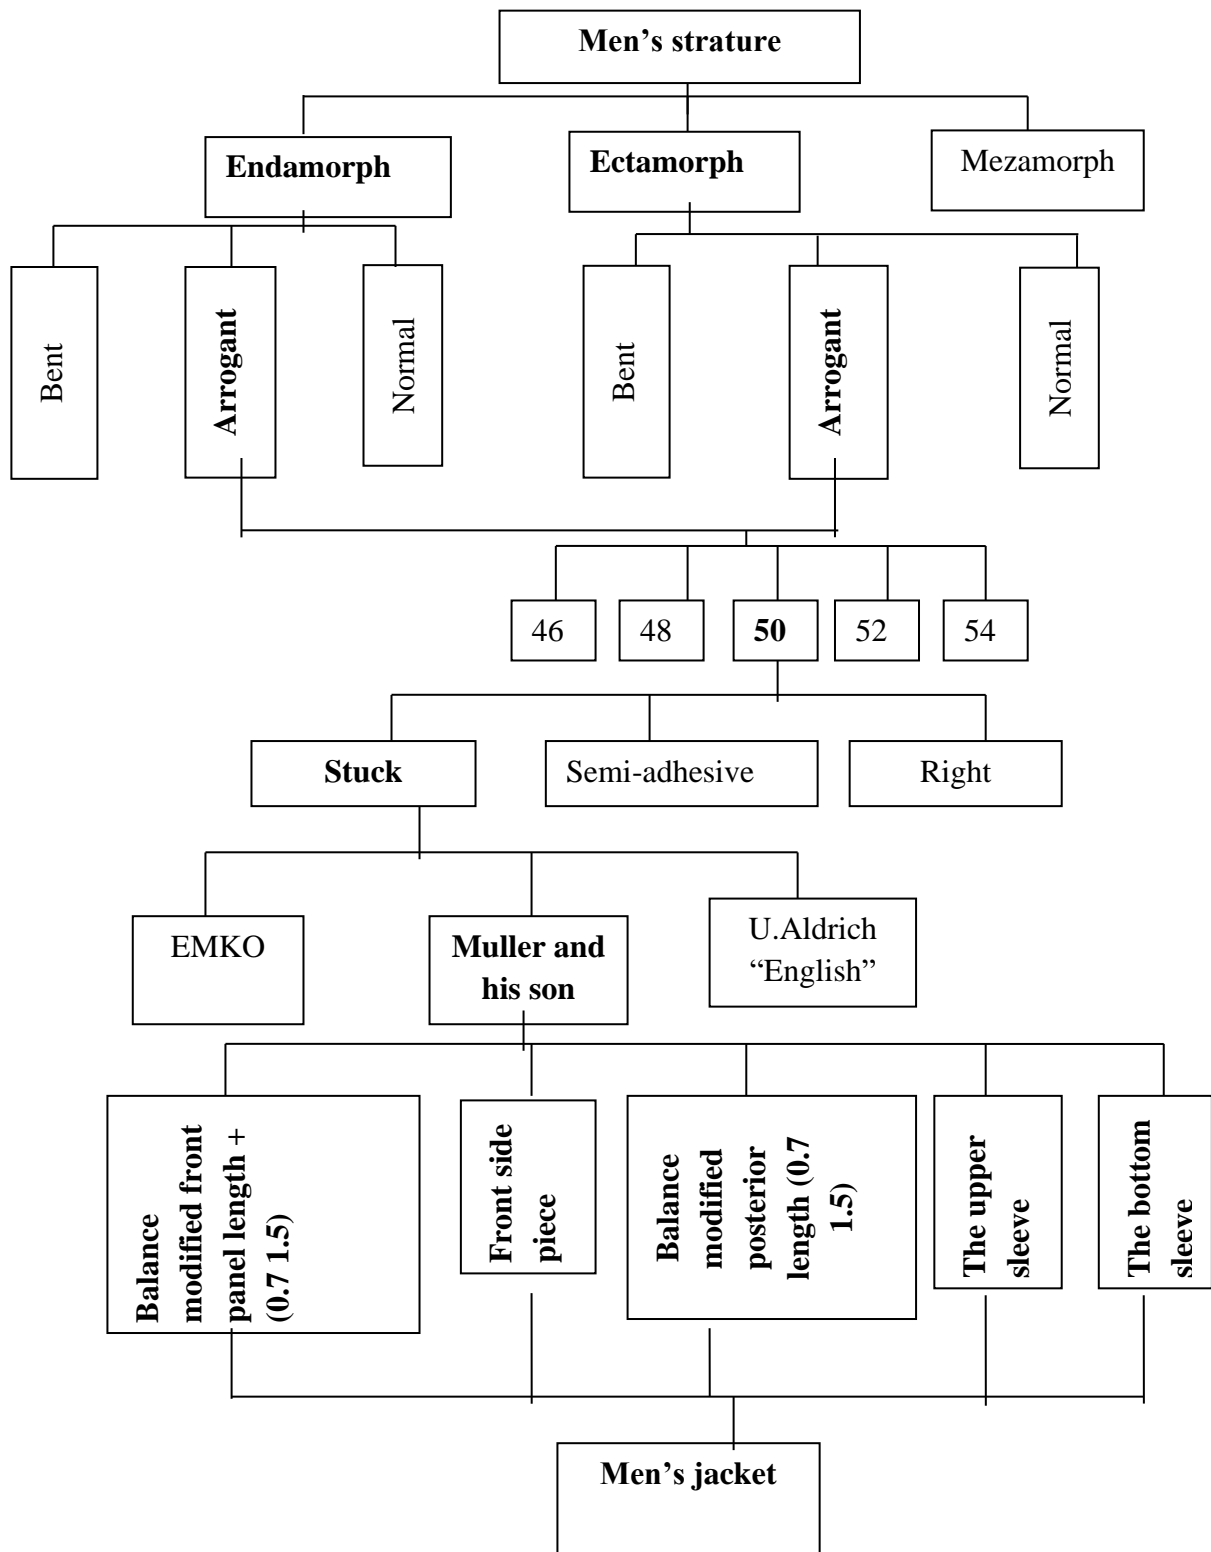 Men’s strature
Endamorph
Ectamorph
Mezamorph
Bent
Arrogant
Normal
Bent
Arrogant
Normal
46
48
50
52
54
Stuck
Semi-adhesive
Right
EMKO
Muller and
his son
U.Aldrich
“English”
Balance
modified front
panel length +
(0.7 1.5)
Front side
piece
Balance
modified
posterior
length (0.7
1.5)
The upper
sleeve
The bottom
sleeve
Men’s jacket